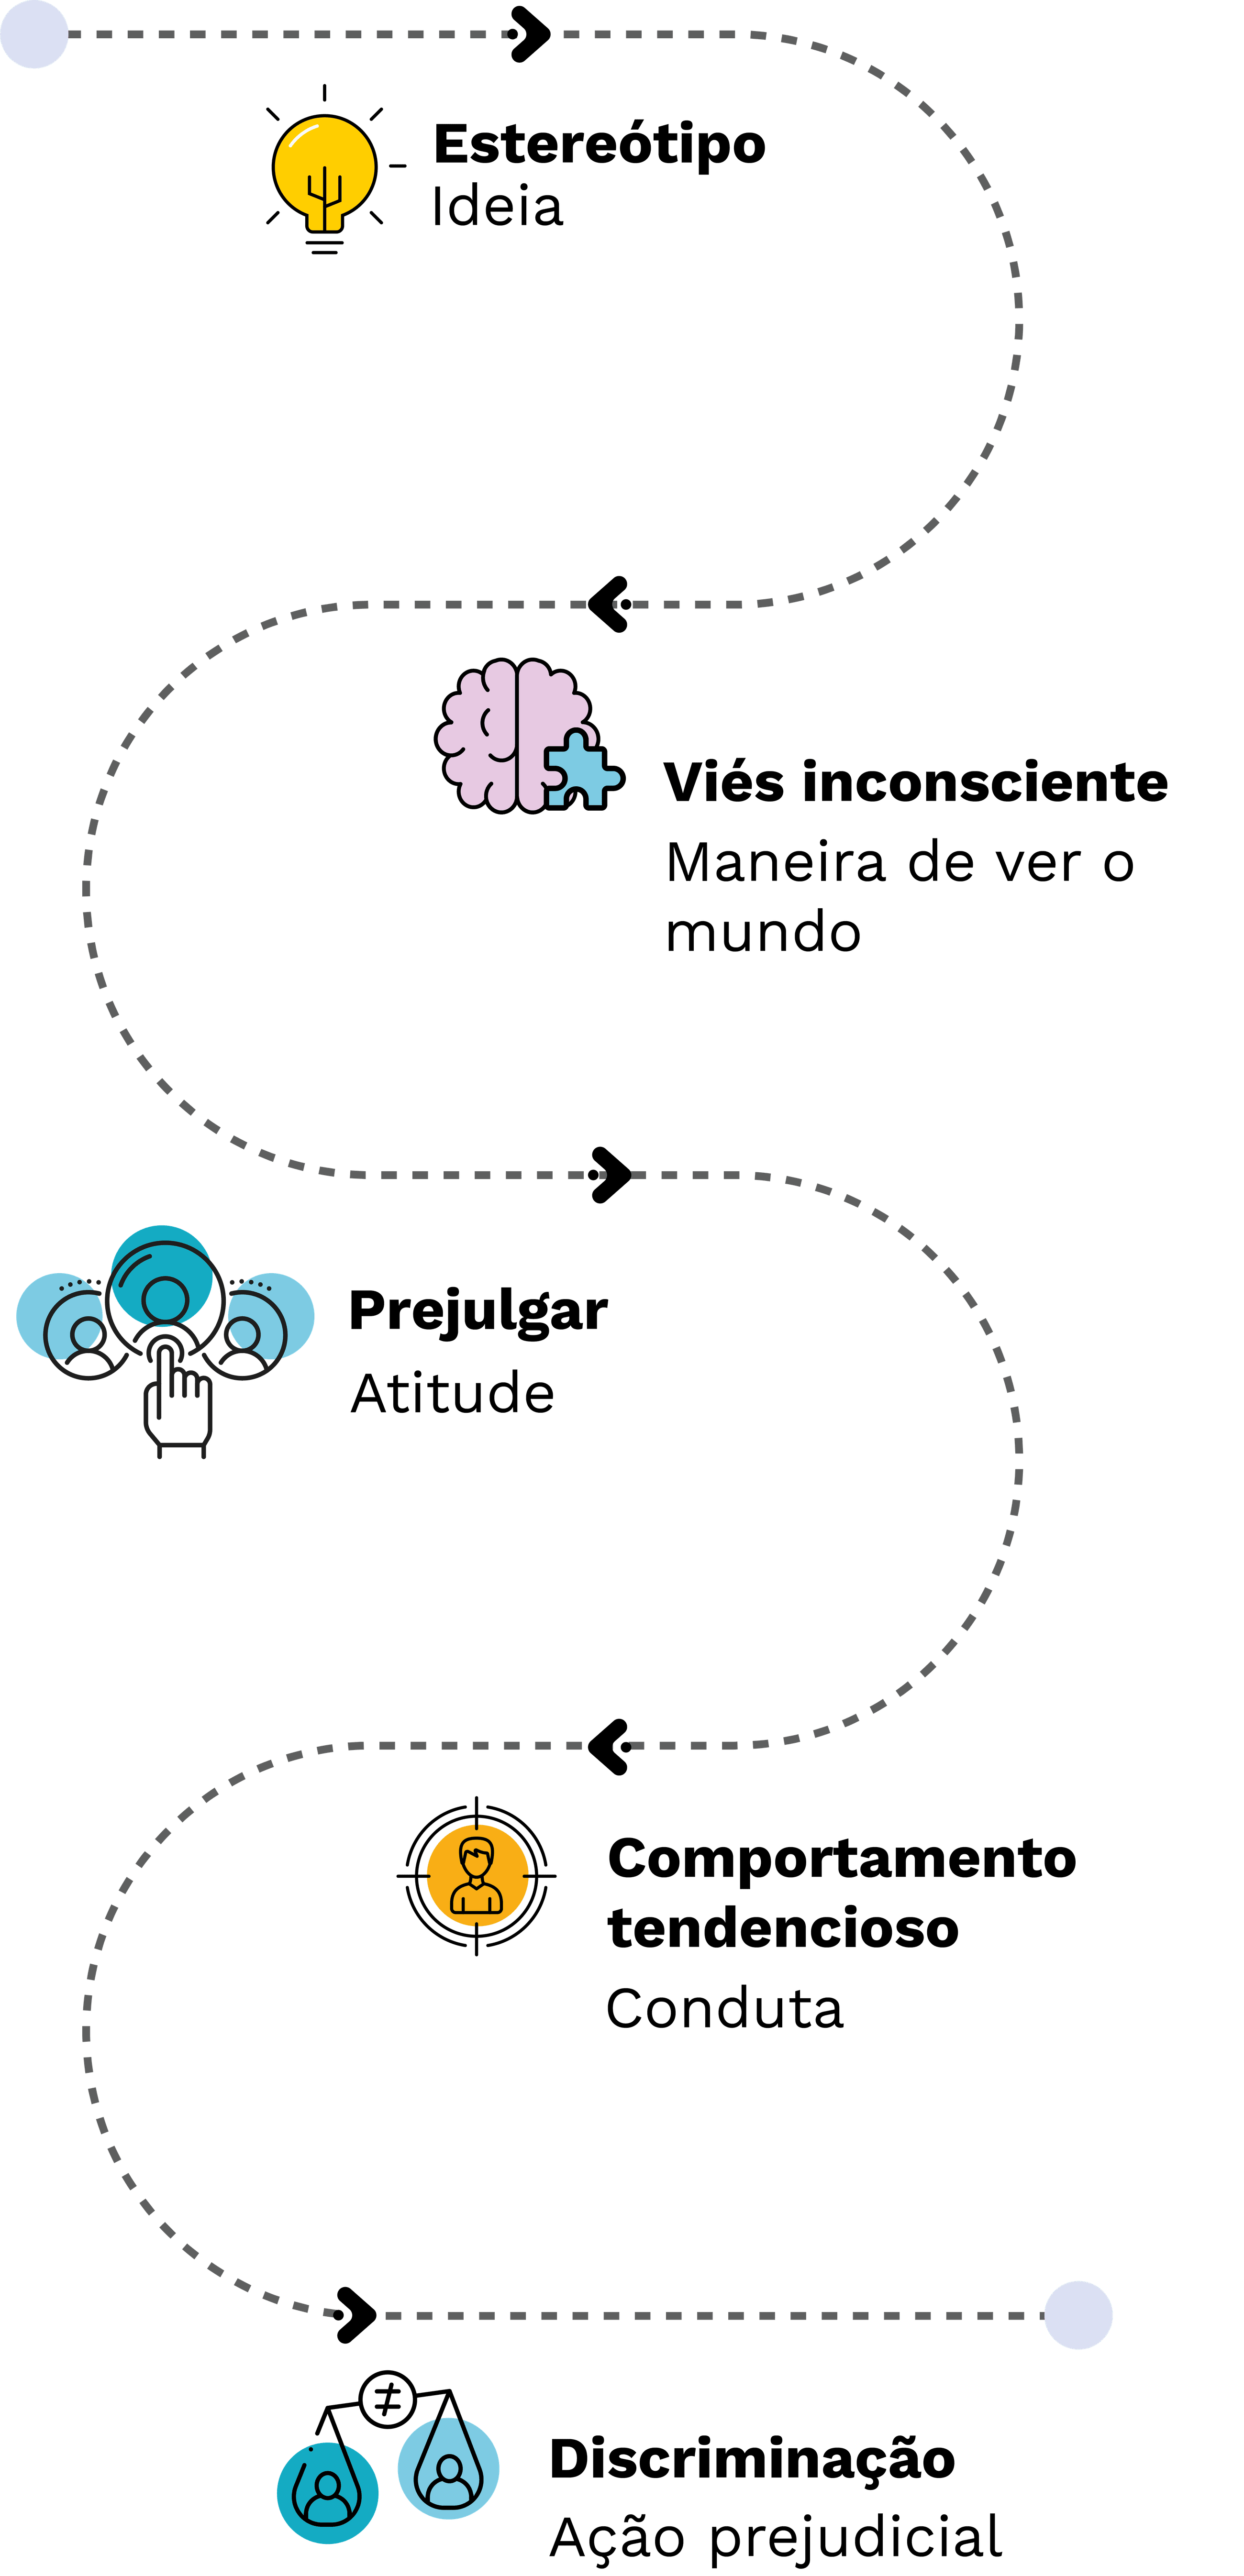 Estereótipo
Ideia
Viés inconsciente
Maneira de ver o
mundo
Prejulgar
Atitude
Comportamento
tendencioso
Conduta
≠
Discriminação
Ação prejudicial